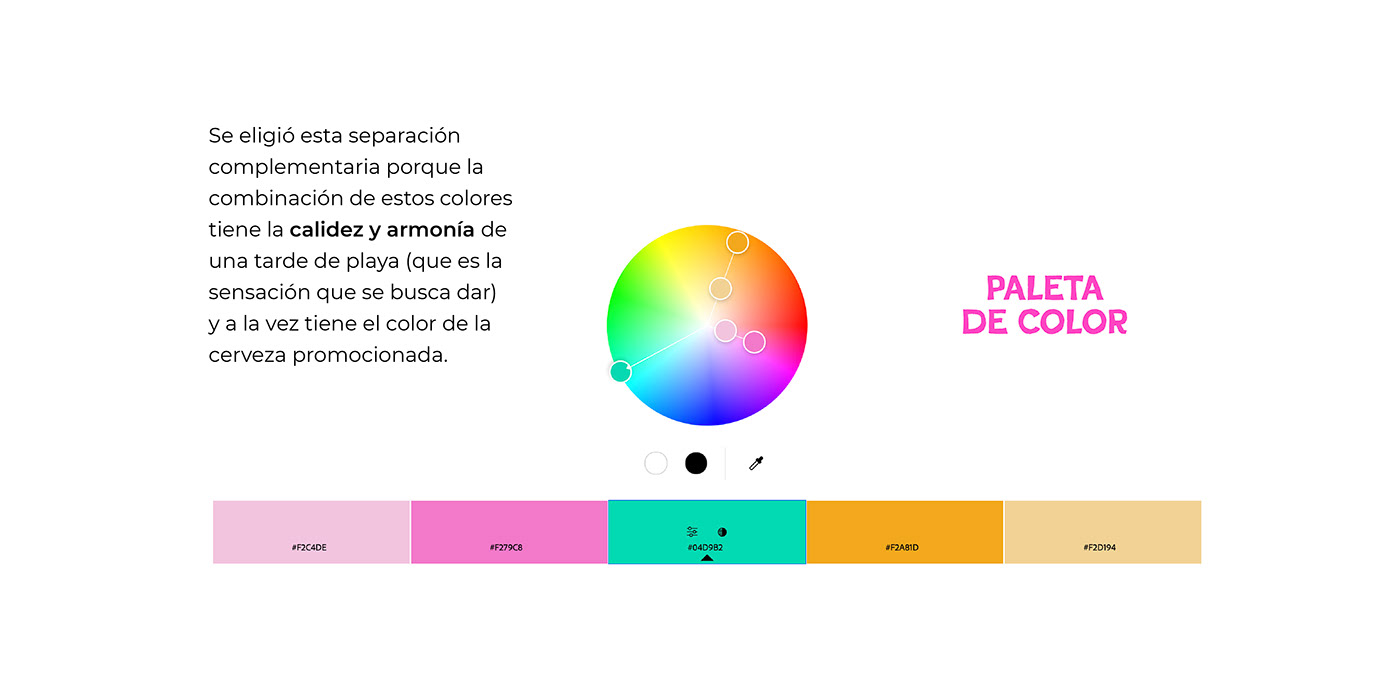 Se eligió esta separación
complementaria porque la
combinación de estos colores
tiene la calidez y armonía de
una tarde de playa (que es la
sensación que se busca dar)
y a la vez tiene el color de la
cerveza promocionada.
PALETA
DE COLOR
#F2C4DE
#F279C8
#04D9B2
#F2A81D
#F2D194